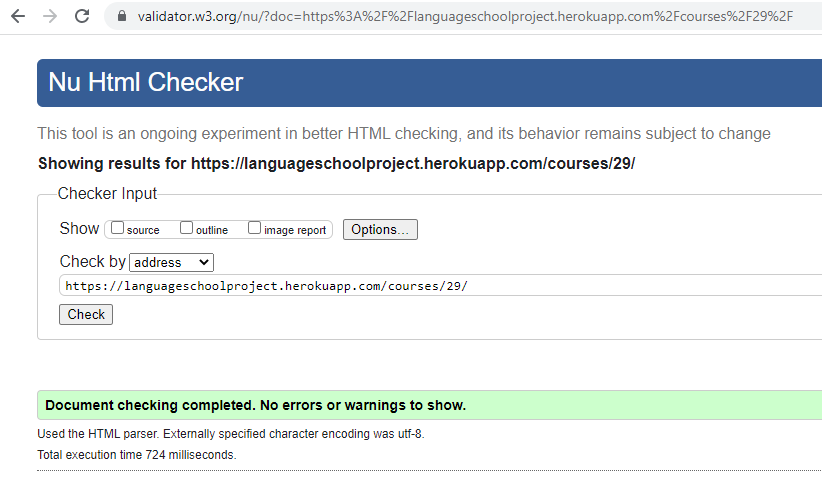 validator.w3.org/nu/?doc=https%3A%2F%2Flanguageschoolproject.herokuapp.com%2Fcourses%2F29%2F
Nu Html Checker
This tool is an ongoing experiment in better HTML checking, and its behavior remains subject to change
Showing results for https://languageschoolproject.herokuapp.com/courses/29/
Checker Input
Show source outline image report Options...
Check by address
https://languageschoolproject.herokuapp.com/courses/29/
Check
Document checking completed. No errors or warnings to show.
Used the HTML parser. Externally specified character encoding was utf-8.
Total execution time 724 milliseconds.